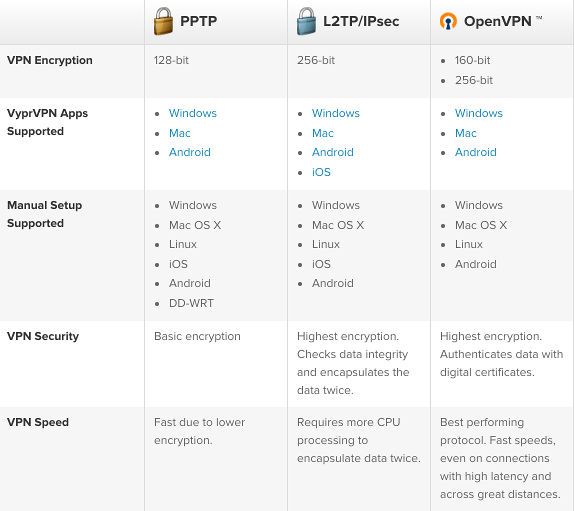 PPTP
L2TP/IPsec
OpenVPN ™
VPN Encryption
128-bit
256-bit
• 160-bit
• 256-bit
VyprVPN Apps
Supported
• Windows
• Mac
• Android
• Windows
• Mac
• Android
• iOS
• Windows
• Mac
• Android
Manual Setup
Supported
• Windows
• Mac OS X
• Linux
• iOS
• Android
• DD-WRT
• Windows
• Mac OS X
• Linux
• iOS
• Android
• Windows
• Mac OS X
• Linux
• Android
VPN Security
Basic encryption
Highest encryption.
Checks data integrity
and encapsulates the
data twice.
Highest encryption.
Authenticates data with
digital certificates.
VPN Speed
Fast due to lower
encryption.
Requires more CPU
processing to
encapsulate data twice.
Best performing
protocol. Fast speeds,
even on connections
with high latency and
across great distances.